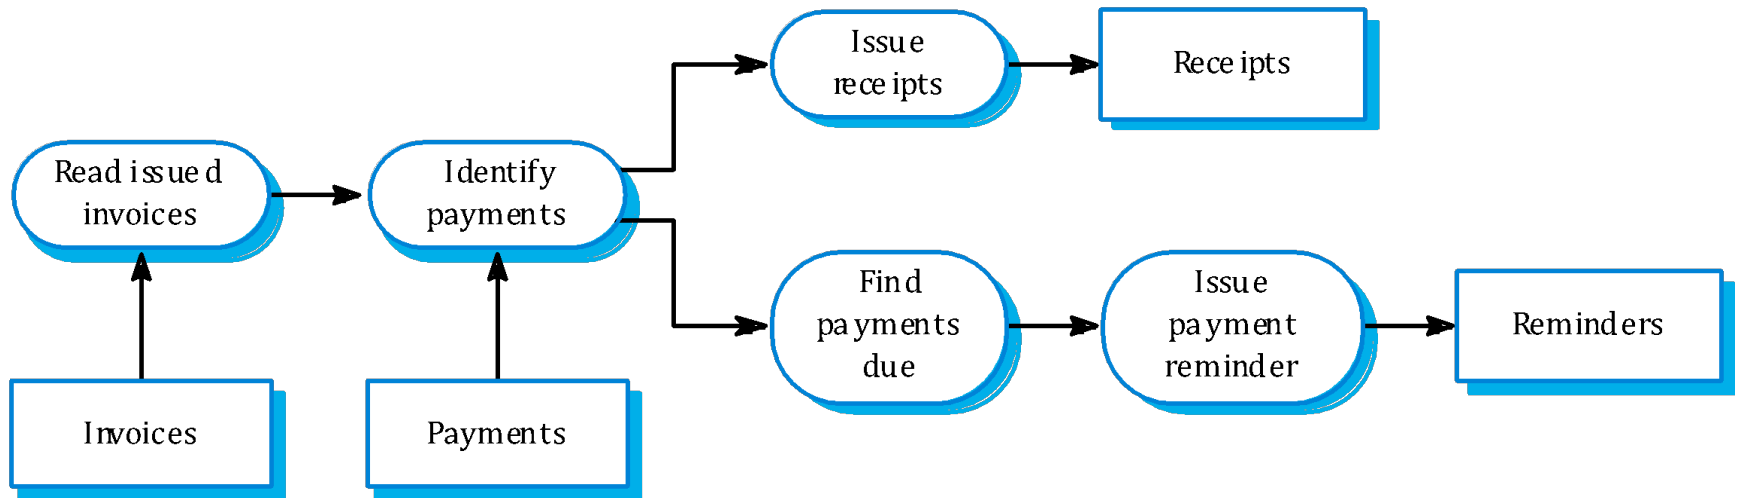 Issue
receipts
Receipts
Read issued
invoices
Identify
payments
Find
payments
due
Issue
payment
reminder
Reminders
Invoices
Payments